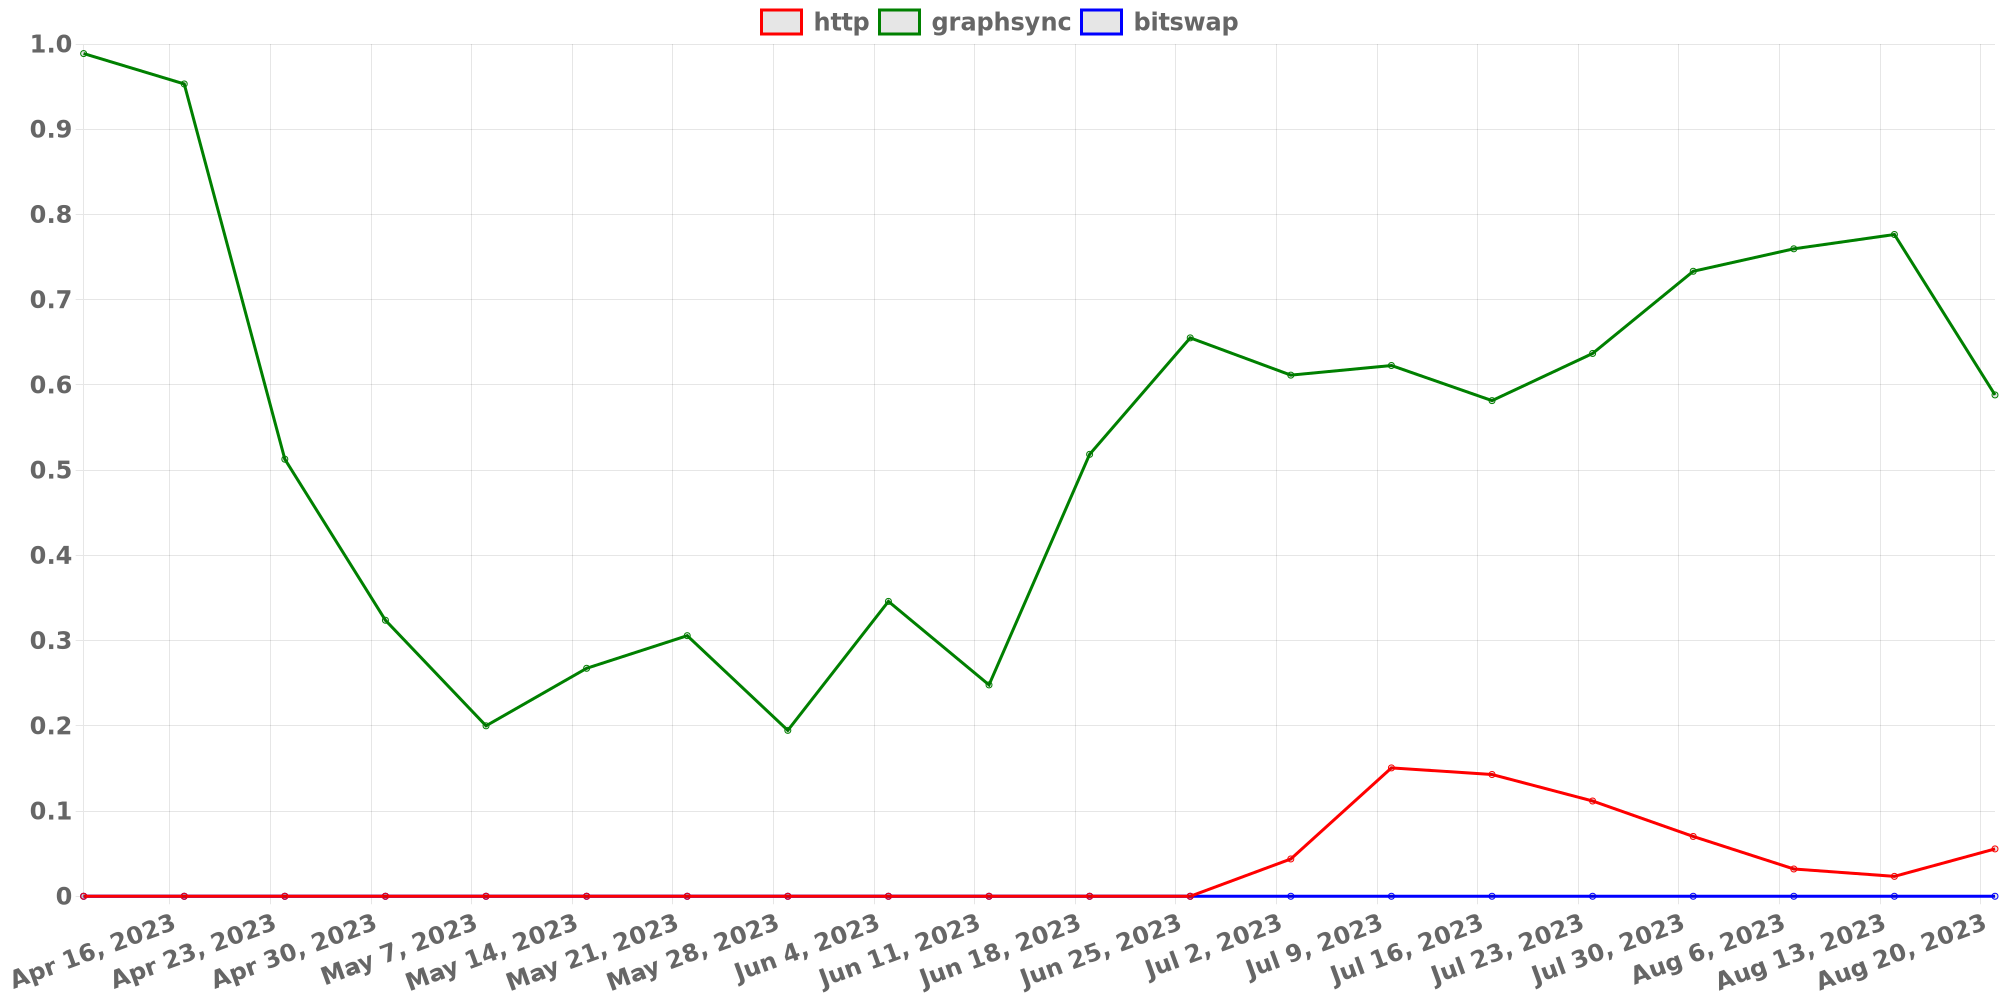 http graphsync bitswap
1.0
0.9
0.8
0.7
0.6
0.5
0.4
0.3
0.2
0.1
0
Apr 16, 2023
Apr 23, 2023
Apr 30, 2023
May 7, 2023
May 14, 2023
May 21, 2023
May 28, 2023
Jun 4, 2023
Jun 11, 2023
Jun 18, 2023
Jun 25, 2023
Jul 2, 2023
Jul 9, 2023
Jul 16, 2023
Jul 23, 2023
Jul 30, 2023
Aug 6, 2023
Aug 13, 2023
Aug 20, 2023